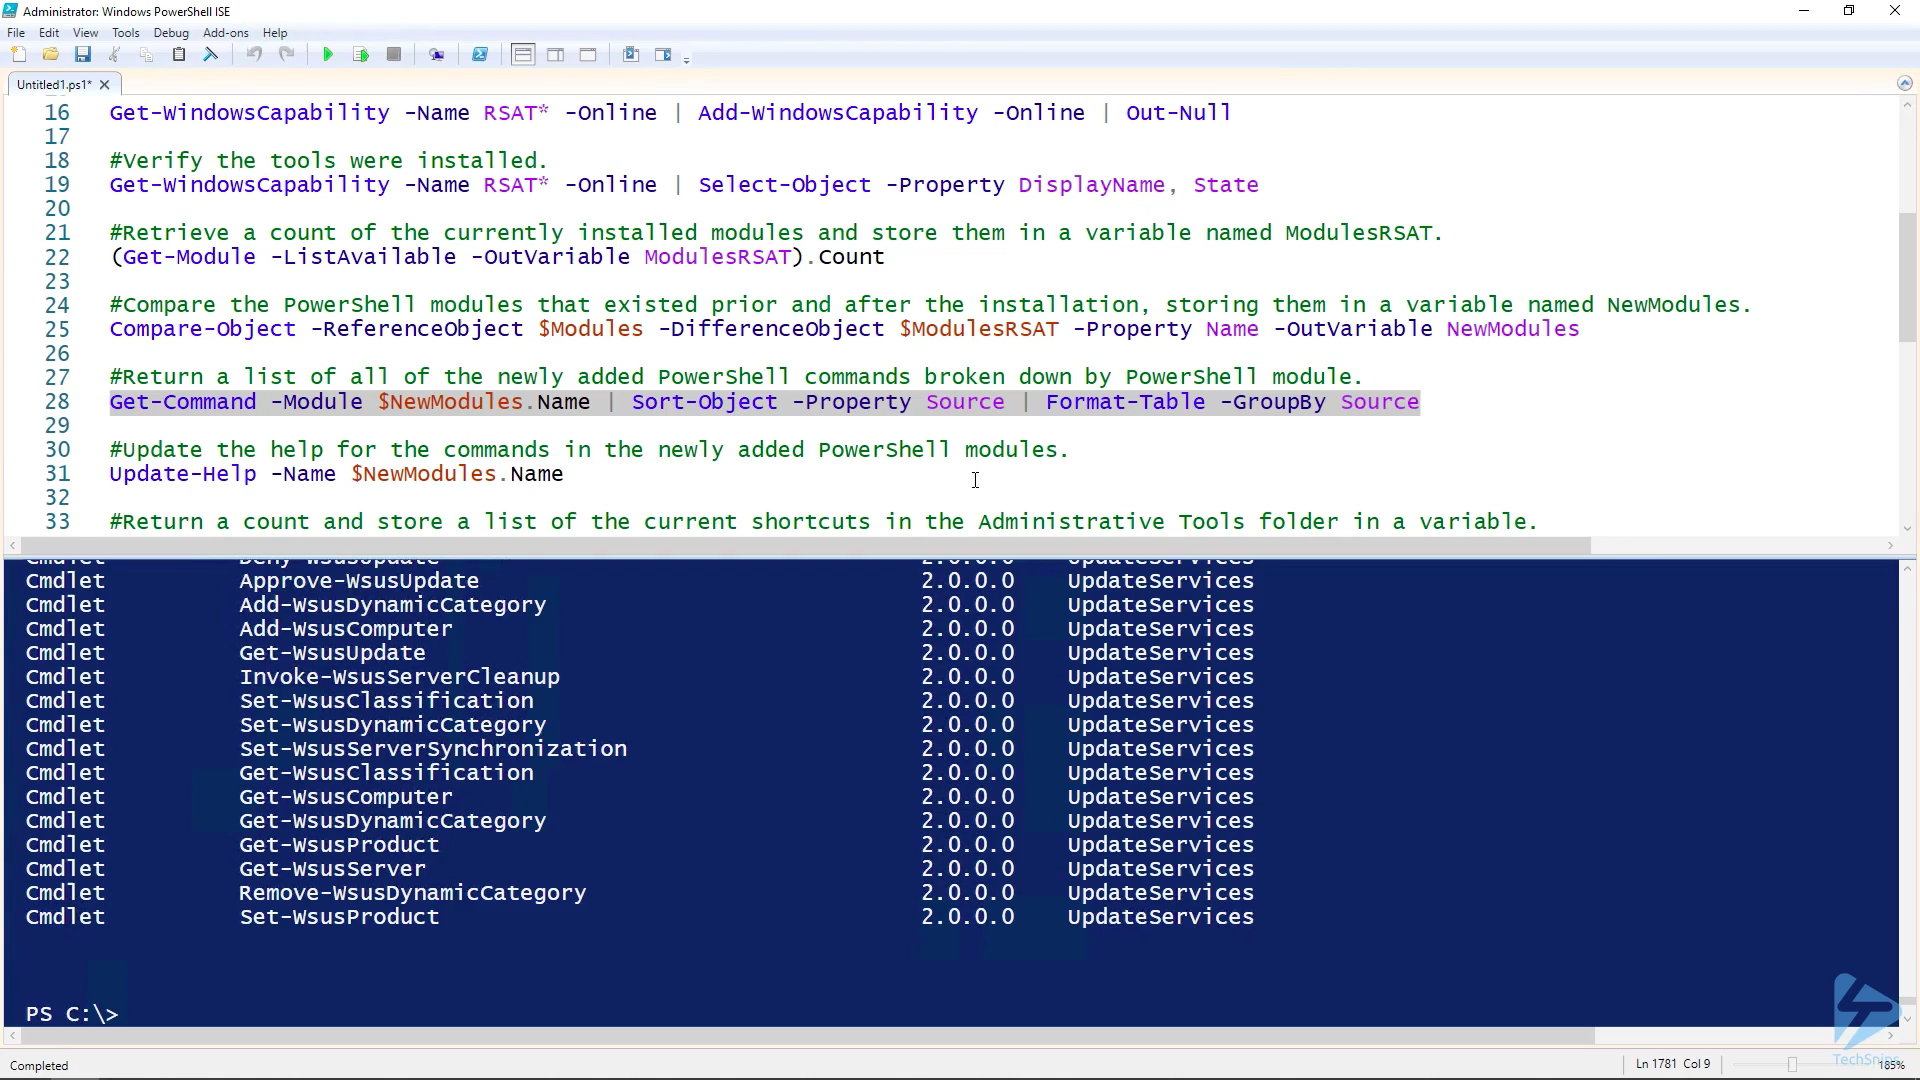 Administrator: Windows PowerShell ISE
File Edit View Tools Debug Add-ons Help
Untitled1.ps1* X
16 Get-WindowsCapability -Name RSAT* -Online | Add-WindowsCapability -Online | Out-Null
17
18 #Verify the tools were installed.
19 Get-WindowsCapability -Name RSAT* -Online | Select-Object -Property DisplayName, State
20
21 #Retrieve a count of the currently installed modules and store them in a variable named ModulesRSAT.
22 (Get-Module -ListAvailable -OutVariable ModulesRSAT).Count
23
24 #Compare the PowerShell modules that existed prior and after the installation, storing them in a variable named NewModules.
25 Compare-Object -ReferenceObject $Modules -DifferenceObject $ModulesRSAT -Property Name -OutVariable NewModules
26
27 #Return a list of all of the newly added PowerShell commands broken down by PowerShell module.
28 Get-Command -Module $NewModules.Name | Sort-Object -Property Source | Format-Table -GroupBy Source
29
30 #Update the help for the commands in the newly added PowerShell modules.
31 Update-Help -Name $NewModules.Name
32
33 #Return a count and store a list of the current shortcuts in the Administrative Tools folder in a variable.
Cmdlet Deny-WsusUpdate 2.0.0.0 UpdateServices
Cmdlet Approve-WsusUpdate 2.0.0.0 UpdateServices
Cmdlet Add-WsusDynamicCategory 2.0.0.0 UpdateServices
Cmdlet Add-WsusComputer 2.0.0.0 UpdateServices
Cmdlet Get-WsusUpdate 2.0.0.0 UpdateServices
Cmdlet Invoke-WsusServerCleanup 2.0.0.0 UpdateServices
Cmdlet Set-WsusClassification 2.0.0.0 UpdateServices
Cmdlet Set-WsusDynamicCategory 2.0.0.0 UpdateServices
Cmdlet Set-WsusServerSynchronization 2.0.0.0 UpdateServices
Cmdlet Get-WsusClassification 2.0.0.0 UpdateServices
Cmdlet Get-WsusComputer 2.0.0.0 UpdateServices
Cmdlet Get-WsusDynamicCategory 2.0.0.0 UpdateServices
Cmdlet Get-WsusProduct 2.0.0.0 UpdateServices
Cmdlet Get-WsusServer 2.0.0.0 UpdateServices
Cmdlet Remove-WsusDynamicCategory 2.0.0.0 UpdateServices
Cmdlet Set-WsusProduct 2.0.0.0 UpdateServices
PS C:\>
TechSnips
Completed Ln 1781 Col 9 185%